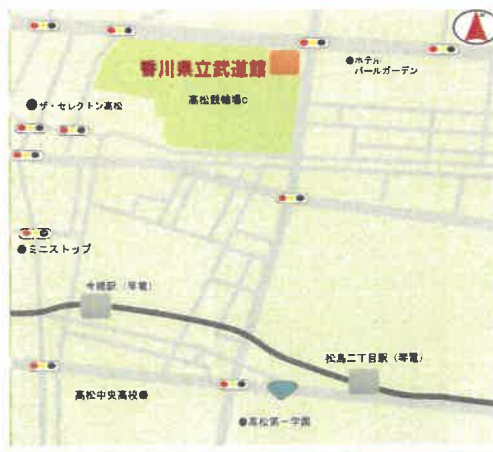 香川県立武道館
●ホテル
パールガーデン
高松競輪場c
●ザ・セレクトン高松
●ミニストップ
今橋駅（琴電）
松島二丁目駅（琴電）
高松中央高校●
●高松第一学園